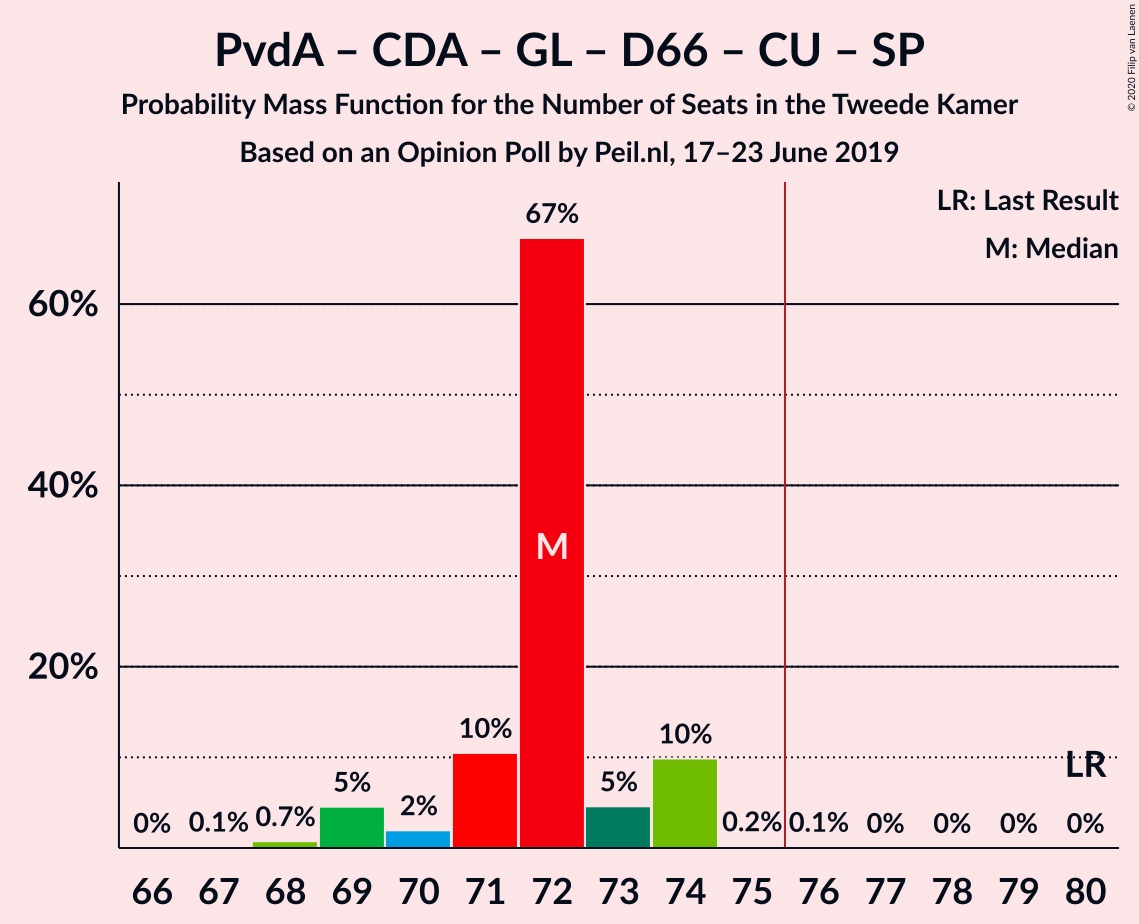 PvdA – CDA – GL – D66 – CU – SP
Probability Mass Function for the Number of Seats in the Tweede Kamer
Based on an Opinion Poll by Peil.nl, 17–23 June 2019
© 2020 Filip van Laenen
LR: Last Result
M: Median
60%
40%
20%
0% 0.1% 0.7% 5% 2% 10% 67% 5% 10% 0.2% 0.1% 0% 0% 0% 0%
M
LR
66 67 68 69 70 71 72 73 74 75 76 77 78 79 80